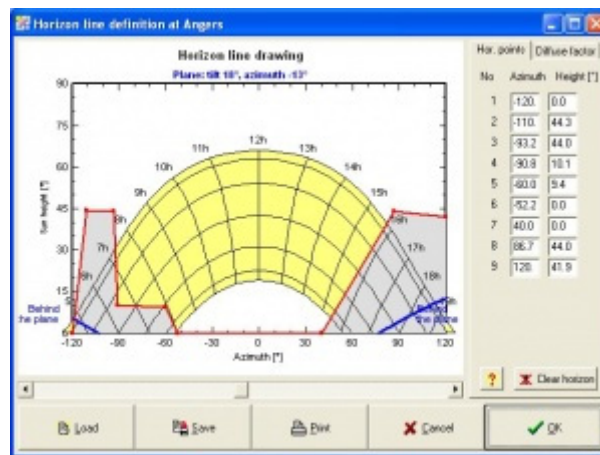 Horizon line definition at Angers
Horizon line drawing
Plane: tilt 18°, azimuth -13°
Hor. points
Diffuse factor
No Azimuth Height [°]
1 -120. 0.0
2 -110. 44.3
3 -93.2 44.0
4 -90.8 10.1
5 -60.0 9.4
6 -52.2 0.0
7 40.0 0.0
8 86.7 44.0
9 120. 41.9
90
75
60
45
30
15
Sun height [°]
6h
7h
8h
9h
10h
11h
12h
13h
14h
15h
16h
17h
18h
Behind
the plane
Behind
the plane
-120 -90 -60 -30 0 30 60 90 120
Azimuth [°]
?
Clear horizon
Load
Save
Print
Cancel
OK